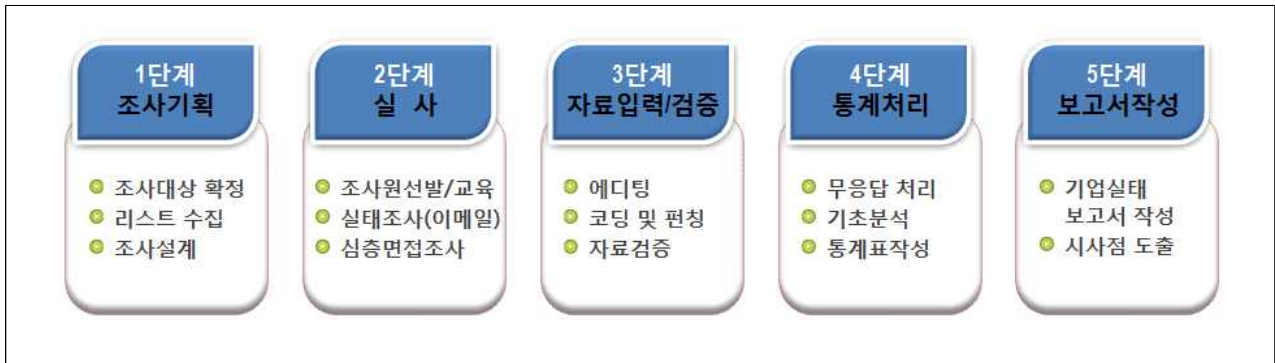 1단계
조사기획
조사대상 확정
리스트 수집
조사설계
2단계
실 사
조사원선발/교육
실태조사(이메일)
심층면접조사
3단계
자료입력/검증
에디팅
코딩 및 펀칭
자료검증
4단계
통계처리
무응답 처리
기초분석
통계표작성
5단계
보고서작성
기업실태
보고서 작성
시사점 도출